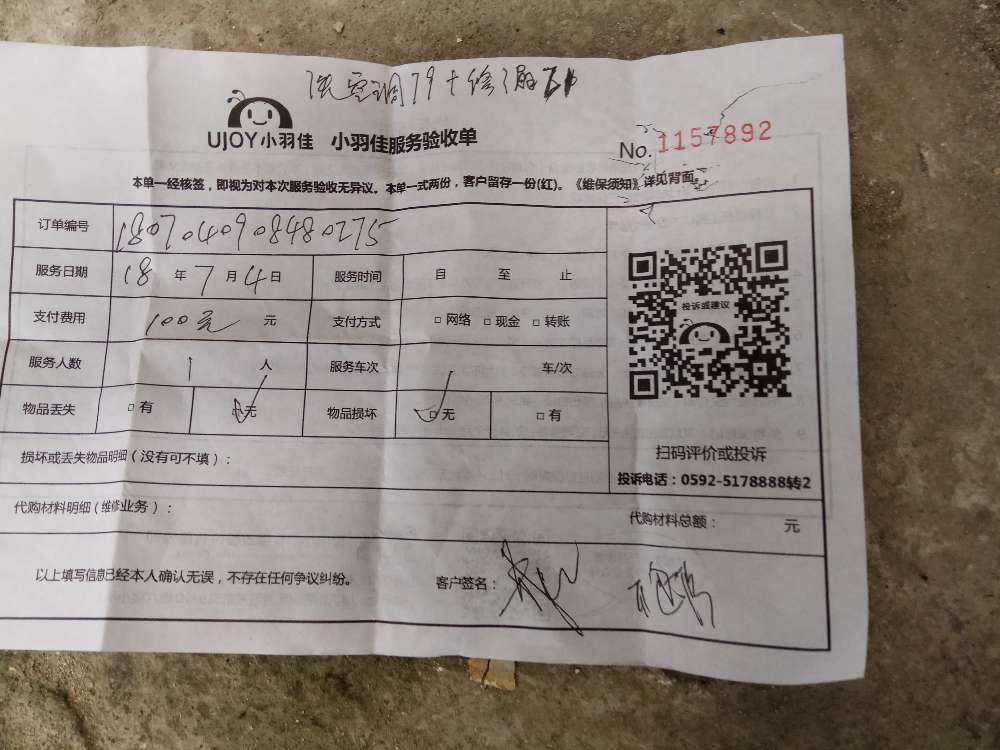 洗空调79+
UJOY小羽佳 小羽佳服务验收单
No.1157892
本单一经核签，即视为对本次服务验收无异议。本单一式两份，客户留存一份(红)。《维保须知》详见背面。
订单编号 1807040908480275
服务日期 18 年 7 月 4 日 服务时间 自 至 止
支付费用 100元 元 支付方式 □网络 □现金 □转账
服务人数 1 人 服务车次 车/次
物品丢失 □有 □无 物品损坏 □无 □有
投诉或建议
扫码评价或投诉
投诉电话：0592-5178888转2
损坏或丢失物品明细（没有可不填）：
代购材料明细（维修业务）： 代购材料总额： 元
以上填写信息已经本人确认无误，不存在任何争议纠纷。 客户签名：